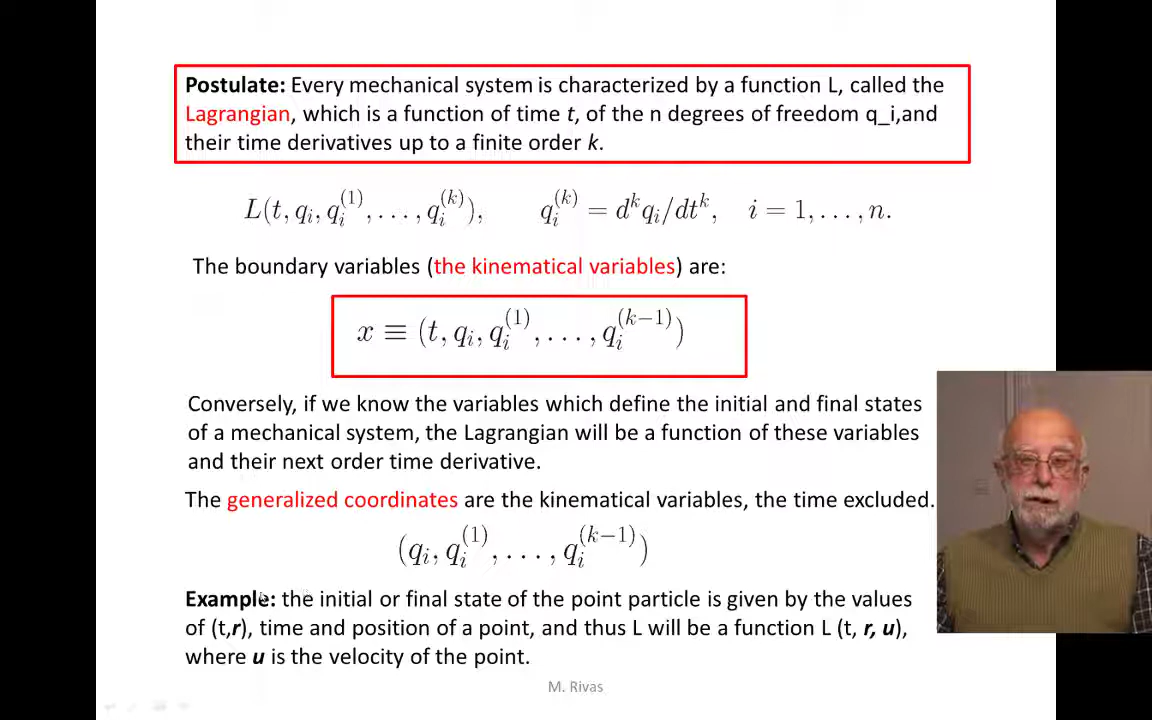 Postulate: Every mechanical system is characterized by a function L, called the
Lagrangian, which is a function of time t, of the n degrees of freedom q_i,and
their time derivatives up to a finite order k.
L(t, q_i, q_i^{(1)}, . . . , q_i^{(k)}),   q_i^{(k)} = d^k q_i/dt^k,   i = 1, . . . , n.
The boundary variables (the kinematical variables) are:
x ≡ (t, q_i, q_i^{(1)}, . . . , q_i^{(k−1)})
Conversely, if we know the variables which define the initial and final states
of a mechanical system, the Lagrangian will be a function of these variables
and their next order time derivative.
The generalized coordinates are the kinematical variables, the time excluded.
(q_i, q_i^{(1)}, . . . , q_i^{(k−1)})
Example: the initial or final state of the point particle is given by the values
of (t,r), time and position of a point, and thus L will be a function L (t, r, u),
where u is the velocity of the point.
M. Rivas